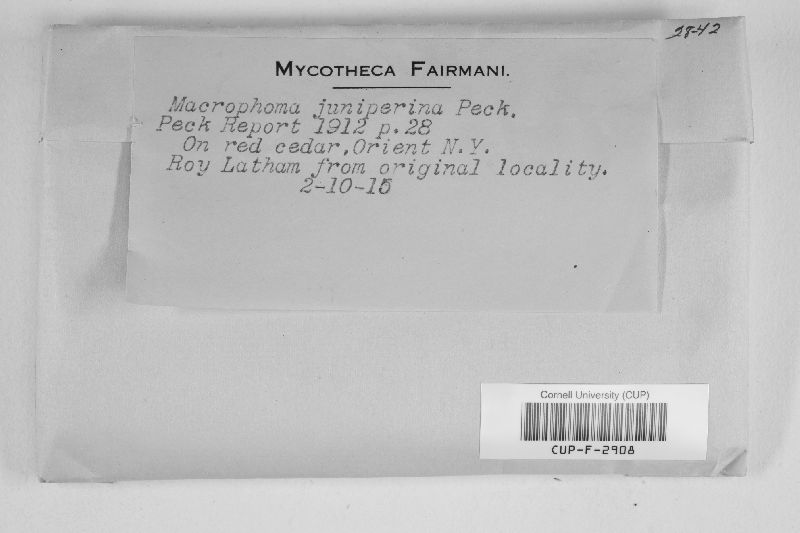 28-42
MYCOTHECA FAIRMANI.
Macrophoma juniperina Peck.
Peck Report 1912 p.28
On red cedar, Orient N.Y.
Roy Latham from original locality.
2-10-15
Cornell University (CUP)
CUP-F-2908